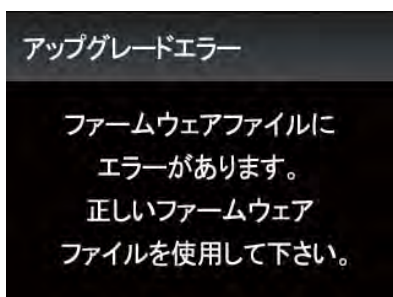 アップグレードエラー
ファームウェアファイルに
エラーがあります。
正しいファームウェア
ファイルを使用して下さい。